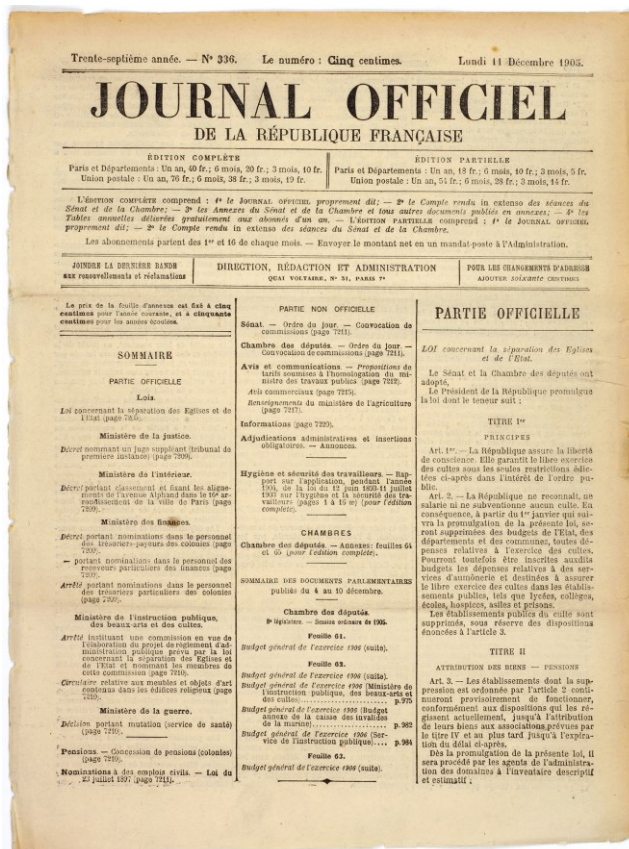 Trente-septième année. — N° 336.
Le numéro : Cinq centimes.
Lundi 11 Décembre 1905.
JOURNAL OFFICIEL
DE LA RÉPUBLIQUE FRANÇAISE
ÉDITION COMPLÈTE
Paris et Départements : Un an, 40 fr.; 6 mois, 20 fr.; 3 mois, 10 fr.
Union postale : Un an, 76 fr.; 6 mois, 38 fr.; 3 mois, 19 fr.
ÉDITION PARTIELLE
Paris et Départements : Un an, 18 fr.; 6 mois, 10 fr.; 3 mois, 5 fr.
Union postale : Un an, 54 fr.; 6 mois, 28 fr.; 3 mois, 14 fr.
L'ÉDITION COMPLÈTE comprend : 1° le JOURNAL OFFICIEL proprement dit; — 2° le Compte rendu in extenso des séances du
Sénat et de la Chambre; — 3° les Annexes du Sénat et de la Chambre et tous autres documents publiés en annexes; — 4° les
Tables annuelles délivrées gratuitement aux abonnés d'un an. — L'ÉDITION PARTIELLE comprend : 1° le JOURNAL OFFICIEL
proprement dit; — 2° le Compte rendu in extenso des séances du Sénat et de la Chambre.
Les abonnements partent des 1er et 16 de chaque mois. — Envoyer le montant net en un mandat-poste à l'Administration.
JOINDRE LA DERNIÈRE BANDE
aux renouvellements et réclamations
DIRECTION, RÉDACTION ET ADMINISTRATION
QUAI VOLTAIRE, N° 31, PARIS 7e
POUR LES CHANGEMENTS D'ADRESSE
AJOUTER soixante CENTIMES
Le prix de la feuille d'annexes est fixé à cinq
centimes pour l'année courante, et à cinquante
centimes pour les années écoulées.
SOMMAIRE
PARTIE OFFICIELLE
Lois.
Loi concernant la séparation des Eglises et de
l'Etat (page 7205).
Ministère de la justice.
Décret nommant un juge suppléant (tribunal de
première instance) (page 7209).
Ministère de l'intérieur.
Décret portant classement et fixant les aligne-
ments de l'avenue Alphand dans le 16e ar-
rondissement de la ville de Paris (page
7209).
Ministère des finances.
Décret portant nominations dans le personnel
des trésoriers-payeurs des colonies (page
7209).
— portant nominations dans le personnel des
receveurs particuliers des finances (page
7209).
Arrêté portant nominations dans le personnel
des trésoriers particuliers des colonies
(page 7209).
Ministère de l'instruction publique,
des beaux-arts et des cultes.
Arrêté instituant une commission en vue de
l'élaboration du projet de règlement d'ad-
ministration publique prévu par la loi
concernant la séparation des Eglises et
de l'Etat et nommant les membres de
cette commission (page 7210).
Circulaire relative aux meubles et objets d'art
contenus dans les édifices religieux (page
7210).
Ministère de la guerre.
Décision portant mutation (service de santé)
(page 7219).
Pensions. — Concession de pensions (colonies)
(page 7219).
Nominations à des emplois civils. — Loi du
23 juillet 1897 (page 7211).
PARTIE NON OFFICIELLE
Sénat. — Ordre du jour. — Convocation de
commissions (page 7211).
Chambre des députés. — Ordre du jour. —
Convocation de commissions (page 7211).
Avis et communications. — Propositions de
tarifs soumises à l'homologation du mi-
nistre des travaux publics (page 7212).
Avis commerciaux (page 7215).
Renseignements du ministère de l'agriculture
(page 7217).
Informations (page 7220).
Adjudications administratives et insertions
obligatoires. — Annonces.
Hygiène et sécurité des travailleurs. — Rap-
port sur l'application, pendant l'année
1904, de la loi du 12 juin 1893-11 juillet
1903 sur l'hygiène et la sécurité des tra-
vailleurs (pages 1 à 15 w) (pour l'édition
complète).
CHAMBRES
Chambre des députés. — Annexes: feuilles 64
et 65 (pour l'édition complète).
SOMMAIRE DES DOCUMENTS PARLEMENTAIRES
publiés du 4 au 10 décembre.
Chambre des députés.
8e législature. — Session ordinaire de 1905.
Feuille 61.
Budget général de l'exercice 1906 (suite).
Feuille 62.
Budget général de l'exercice 1906 (suite).
Budget général de l'exercice 1906 (Ministère de
l'instruction publique, des beaux-arts et
des cultes) p.975
Budget général de l'exercice 1906 (Budget
annexe de la caisse des invalides
de la marine) p.982
Budget général de l'exercice 1906 (Ser-
vice de l'instruction publique) p.984
Feuille 63.
Budget général de l'exercice 1906 (suite).
PARTIE OFFICIELLE
LOI concernant la séparation des Eglises
et de l'Etat.
Le Sénat et la Chambre des députés ont
adopté,
Le Président de la République promulgue
la loi dont le teneur suit :
TITRE Ier
PRINCIPES
Art. 1er. — La République assure la liberté
de conscience. Elle garantit le libre exercice
des cultes sous les seules restrictions édic-
tées ci-après dans l'intérêt de l'ordre pu-
blic.
Art. 2. — La République ne reconnaît, ne
salarie ni ne subventionne aucun culte. En
conséquence, à partir du 1er janvier qui sui-
vra la promulgation de la présente loi, se-
ront supprimées des budgets de l'Etat, des
départements et des communes, toutes dé-
penses relatives à l'exercice des cultes.
Pourront toutefois être inscrites auxdits
budgets les dépenses relatives à des ser-
vices d'aumônerie et destinées à assurer
le libre exercice des cultes dans les établis-
sements publics, tels que lycées, collèges,
écoles, hospices, asiles et prisons.
Les établissements publics du culte sont
supprimés, sous réserve des dispositions
énoncées à l'article 3.
TITRE II
ATTRIBUTION DES BIENS — PENSIONS
Art. 3. — Les établissements dont la sup-
pression est ordonnée par l'article 2 conti-
nueront provisoirement de fonctionner,
conformément aux dispositions qui les ré-
gissent actuellement, jusqu'à l'attribution
de leurs biens aux associations prévues par
le titre IV et au plus tard jusqu'à l'expira-
tion du délai ci-après.
Dès la promulgation de la présente loi, il
sera procédé par les agents de l'administra-
tion des domaines à l'inventaire descriptif
et estimatif :